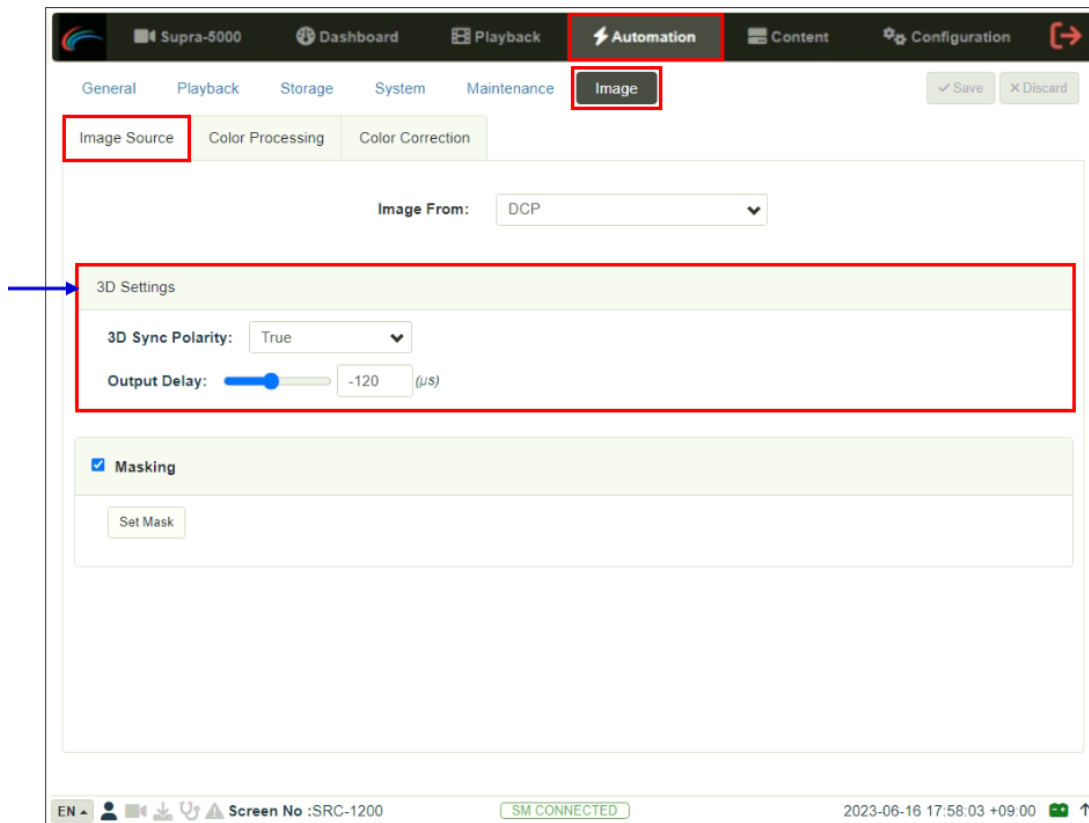 Supra-5000 Dashboard Playback Automation Content Configuration
General Playback Storage System Maintenance Image Save Discard
Image Source Color Processing Color Correction
Image From: DCP
3D Settings
3D Sync Polarity: True
Output Delay: -120 (μs)
Masking
Set Mask
EN Screen No :SRC-1200 SM CONNECTED 2023-06-16 17:58:03 +09:00